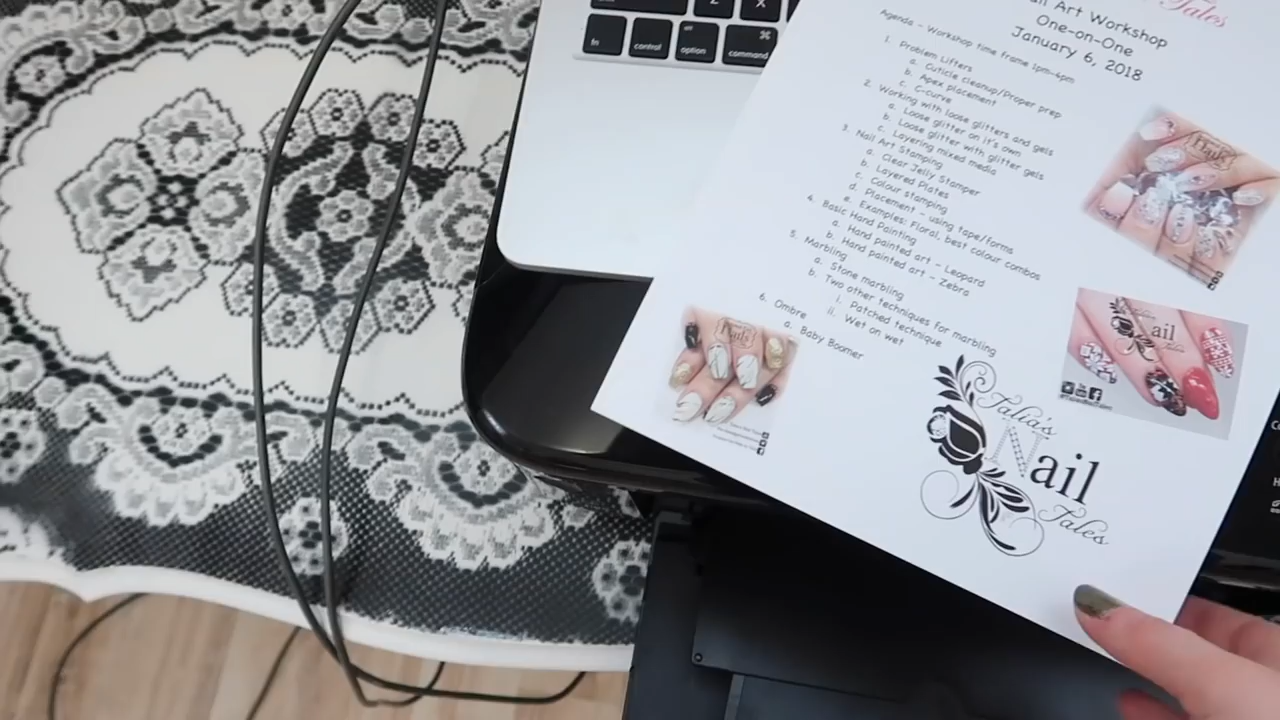 Z
X
fn
control
option
⌘
command
Tales
Art Workshop
One-on-One
January 6, 2018
Agenda - Workshop time frame 1pm-4pm
1. Problem Lifters
a. Cuticle cleanup/Proper prep
b. Apex placement
c. C-curve
2. Working with loose glitters and gels
a. Loose glitter on it's own
b. Loose glitter with glitter gels
c. Layering mixed media
3. Nail Art Stamping
a. Clear Jelly Stamper
b. Layered Plates
c. Colour stamping
d. Placement - using tape/forms
e. Examples; Floral, best colour combos
4. Basic Hand Painting
a. Hand painted art - Leopard
b. Hand painted art - Zebra
5. Marbling
a. Stone marbling
b. Two other techniques for marbling
i. Patched technique
ii. Wet on wet
6. Ombre
a. Baby Boomer
Nails
Nail
Talia's
Nail
Tales